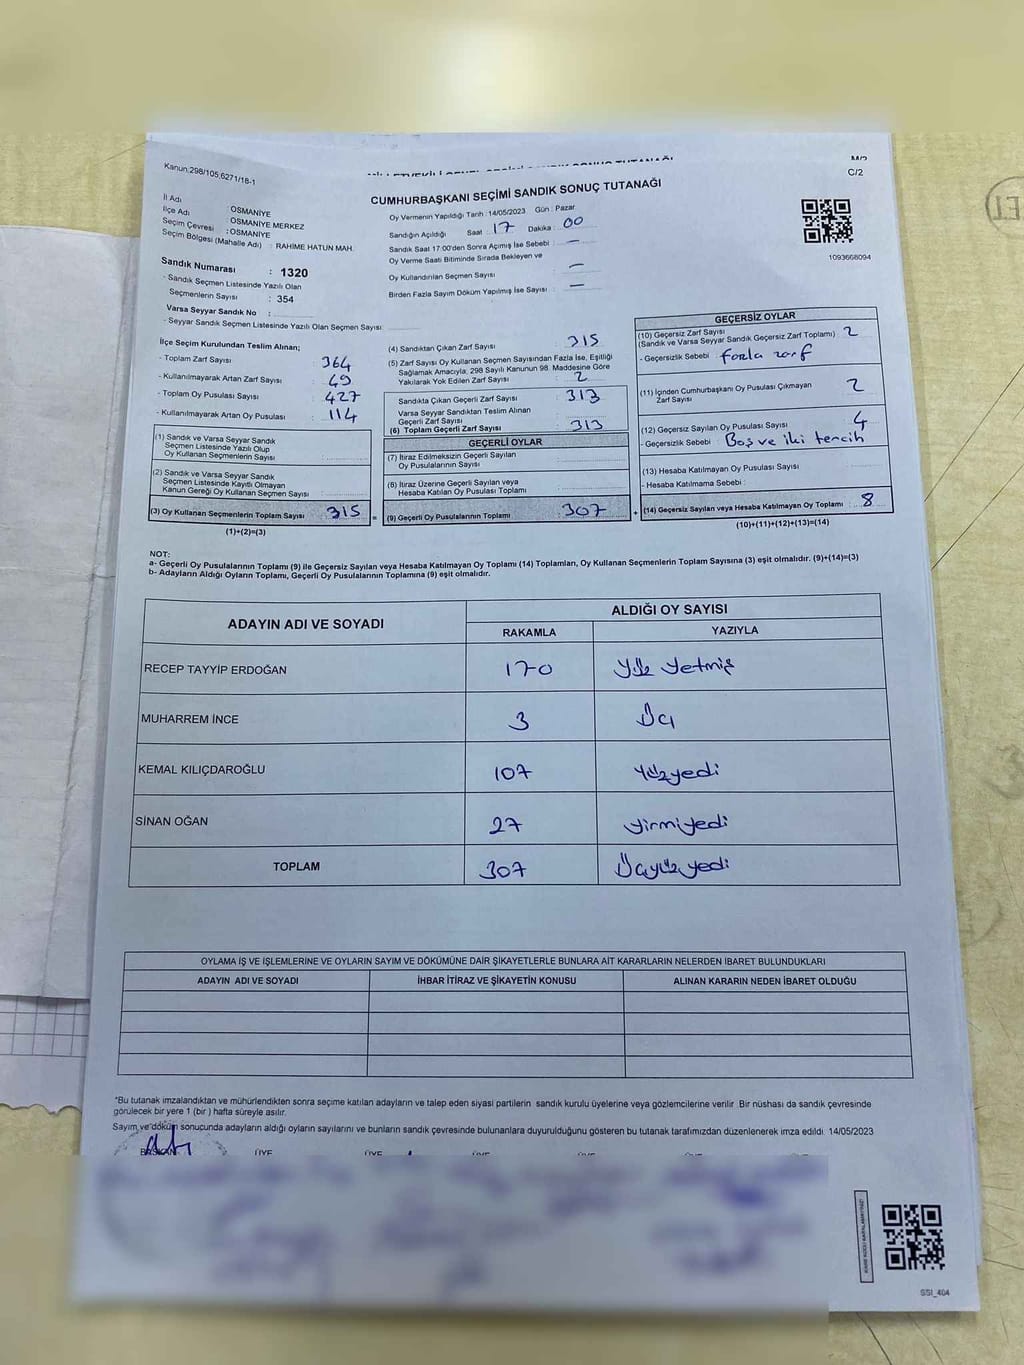 Kanun:298/105;6271/18-1
M/2
C/2
CUMHURBAŞKANI SEÇİMİ SANDIK SONUÇ TUTANAĞI
İl Adı : OSMANİYE
İlçe Adı : OSMANİYE MERKEZ
Seçim Çevresi : OSMANİYE
Seçim Bölgesi (Mahalle Adı) : RAHIME HATUN MAH.
Sandık Numarası : 1320
- Sandık Seçmen Listesinde Yazılı Olan
Seçmenlerin Sayısı : 354
Varsa Seyyar Sandık No :
- Seyyar Sandık Seçmen Listesinde Yazılı Olan Seçmen Sayısı:
Oy Vermenin Yapıldığı Tarih :14/05/2023 Gün : Pazar
Sandığın Açıldığı Saat : 17 Dakika : 00
Sandık Saat 17:00'den Sonra Açımış İse Sebebi : —
Oy Verme Saati Bitiminde Sırada Bekleyen ve
Oy Kullandırılan Seçmen Sayısı : —
Birden Fazla Sayım Döküm Yapılmış İse Sayısı : —
1093668094
İlçe Seçim Kurulundan Teslim Alınan;
- Toplam Zarf Sayısı : 364
- Kullanılmayarak Artan Zarf Sayısı : 49
- Toplam Oy Pusulası Sayısı : 427
- Kullanılmayarak Artan Oy Pusulası : 114
(1) Sandık ve Varsa Seyyar Sandık
Seçmen Listesinde Yazılı Olup
Oy Kullanan Seçmenlerin Sayısı :
(2) Sandık ve Varsa Seyyar Sandık
Seçmen Listesinde Kayıtlı Olmayan
Kanun Gereği Oy Kullanan Seçmen Sayısı :
(3) Oy Kullanan Seçmenlerin Toplam Sayısı : 315 =
(1)+(2)=(3)
(4) Sandıktan Çıkan Zarf Sayısı : 315
(5) Zarf Sayısı Oy Kullanan Seçmen Sayısından Fazla İse, Eşitliği
Sağlamak Amacıyla, 298 Sayılı Kanunun 98. Maddesine Göre
Yakılarak Yok Edilen Zarf Sayısı : 2
Sandıkta Çıkan Geçerli Zarf Sayısı : 313
Varsa Seyyar Sandıktan Teslim Alınan
Geçerli Zarf Sayısı :
(6) Toplam Geçerli Zarf Sayısı : 313
GEÇERLİ OYLAR
(7) İtiraz Edilmeksizin Geçerli Sayılan
Oy Pusulalarının Sayısı :
(8) İtiraz Üzerine Geçerli Sayılan veya
Hesaba Katılan Oy Pusulası Toplamı :
(9) Geçerli Oy Pusulalarının Toplamı : 307 +
GEÇERSİZ OYLAR
(10) Geçersiz Zarf Sayısı
(Sandık ve Varsa Seyyar Sandık Geçersiz Zarf Toplamı) : 2
- Geçersizlik Sebebi : fazla zarf
(11) İçinden Cumhurbaşkanı Oy Pusulası Çıkmayan
Zarf Sayısı : 2
(12) Geçersiz Sayılan Oy Pusulası Sayısı : 4
- Geçersizlik Sebebi : Boş ve iki tercih
(13) Hesaba Katılmayan Oy Pusulası Sayısı :
- Hesaba Katılmama Sebebi :
(14) Geçersiz Sayılan veya Hesaba Katılmayan Oy Toplamı : 8
(10)+(11)+(12)+(13)=(14)
NOT:
a- Geçerli Oy Pusulalarının Toplamı (9) ile Geçersiz Sayılan veya Hesaba Katılmayan Oy Toplamı (14) Toplamları, Oy Kullanan Seçmenlerin Toplam Sayısına (3) eşit olmalıdır. (9)+(14)=(3)
b- Adayların Aldığı Oyların Toplamı, Geçerli Oy Pusulalarının Toplamına (9) eşit olmalıdır.
ADAYIN ADI VE SOYADI ALDIĞI OY SAYISI
RAKAMLA YAZIYLA
RECEP TAYYİP ERDOĞAN 170 Yüz Yetmiş
MUHARREM İNCE 3 Üç
KEMAL KILIÇDAROĞLU 107 Yüzyedi
SİNAN OĞAN 27 Yirmiyedi
TOPLAM 307 Üçyüzyedi
OYLAMA İŞ VE İŞLEMLERİNE VE OYLARIN SAYIM VE DÖKÜMÜNE DAİR ŞİKAYETLERLE BUNLARA AİT KARARLARIN NELERDEN İBARET BULUNDUKLARI
ADAYIN ADI VE SOYADI İHBAR İTİRAZ VE ŞİKAYETİN KONUSU ALINAN KARARIN NEDEN İBARET OLDUĞU
*Bu tutanak imzalandıktan ve mühürlendikten sonra seçime katılan adayların ve talep eden siyasi partilerin sandık kurulu üyelerine veya gözlemcilerine verilir. Bir nüshası da sandık çevresinde
görülecek bir yere 1 (bir ) hafta süreyle asılır.
Sayım ve döküm sonucunda adayların aldığı oyların sayılarını ve bunların sandık çevresinde bulunanlara duyurulduğunu gösteren bu tutanak tarafımızdan düzenlenerek imza edildi. 14/05/2023
BAŞKAN ÜYE ÜYE ÜYE ÜYE ÜYE ÜYE
SSI_404